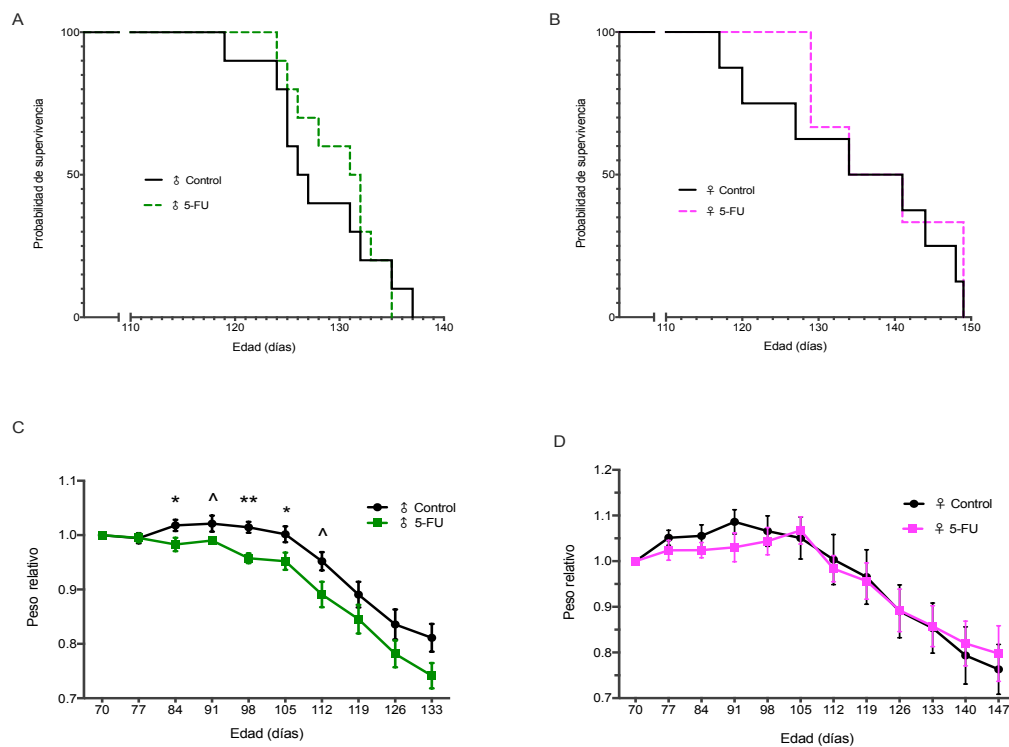 A
B
Probabilidad de supervivencia
100
50
0
♂ Control
♂ 5-FU
110
120
130
140
Edad (días)
Probabilidad de supervivencia
100
50
0
♀ Control
♀ 5-FU
110
120
130
140
150
Edad (días)
C
D
Peso relativo
1.1
1.0
0.9
0.8
0.7
* ^ ** * ^
♂ Control
♂ 5-FU
70 77 84 91 98 105 112 119 126 133
Edad (días)
Peso relativo
1.2
1.1
1.0
0.9
0.8
0.7
♀ Control
♀ 5-FU
70 77 84 91 98 105 112 119 126 133 140 147
Edad (días)